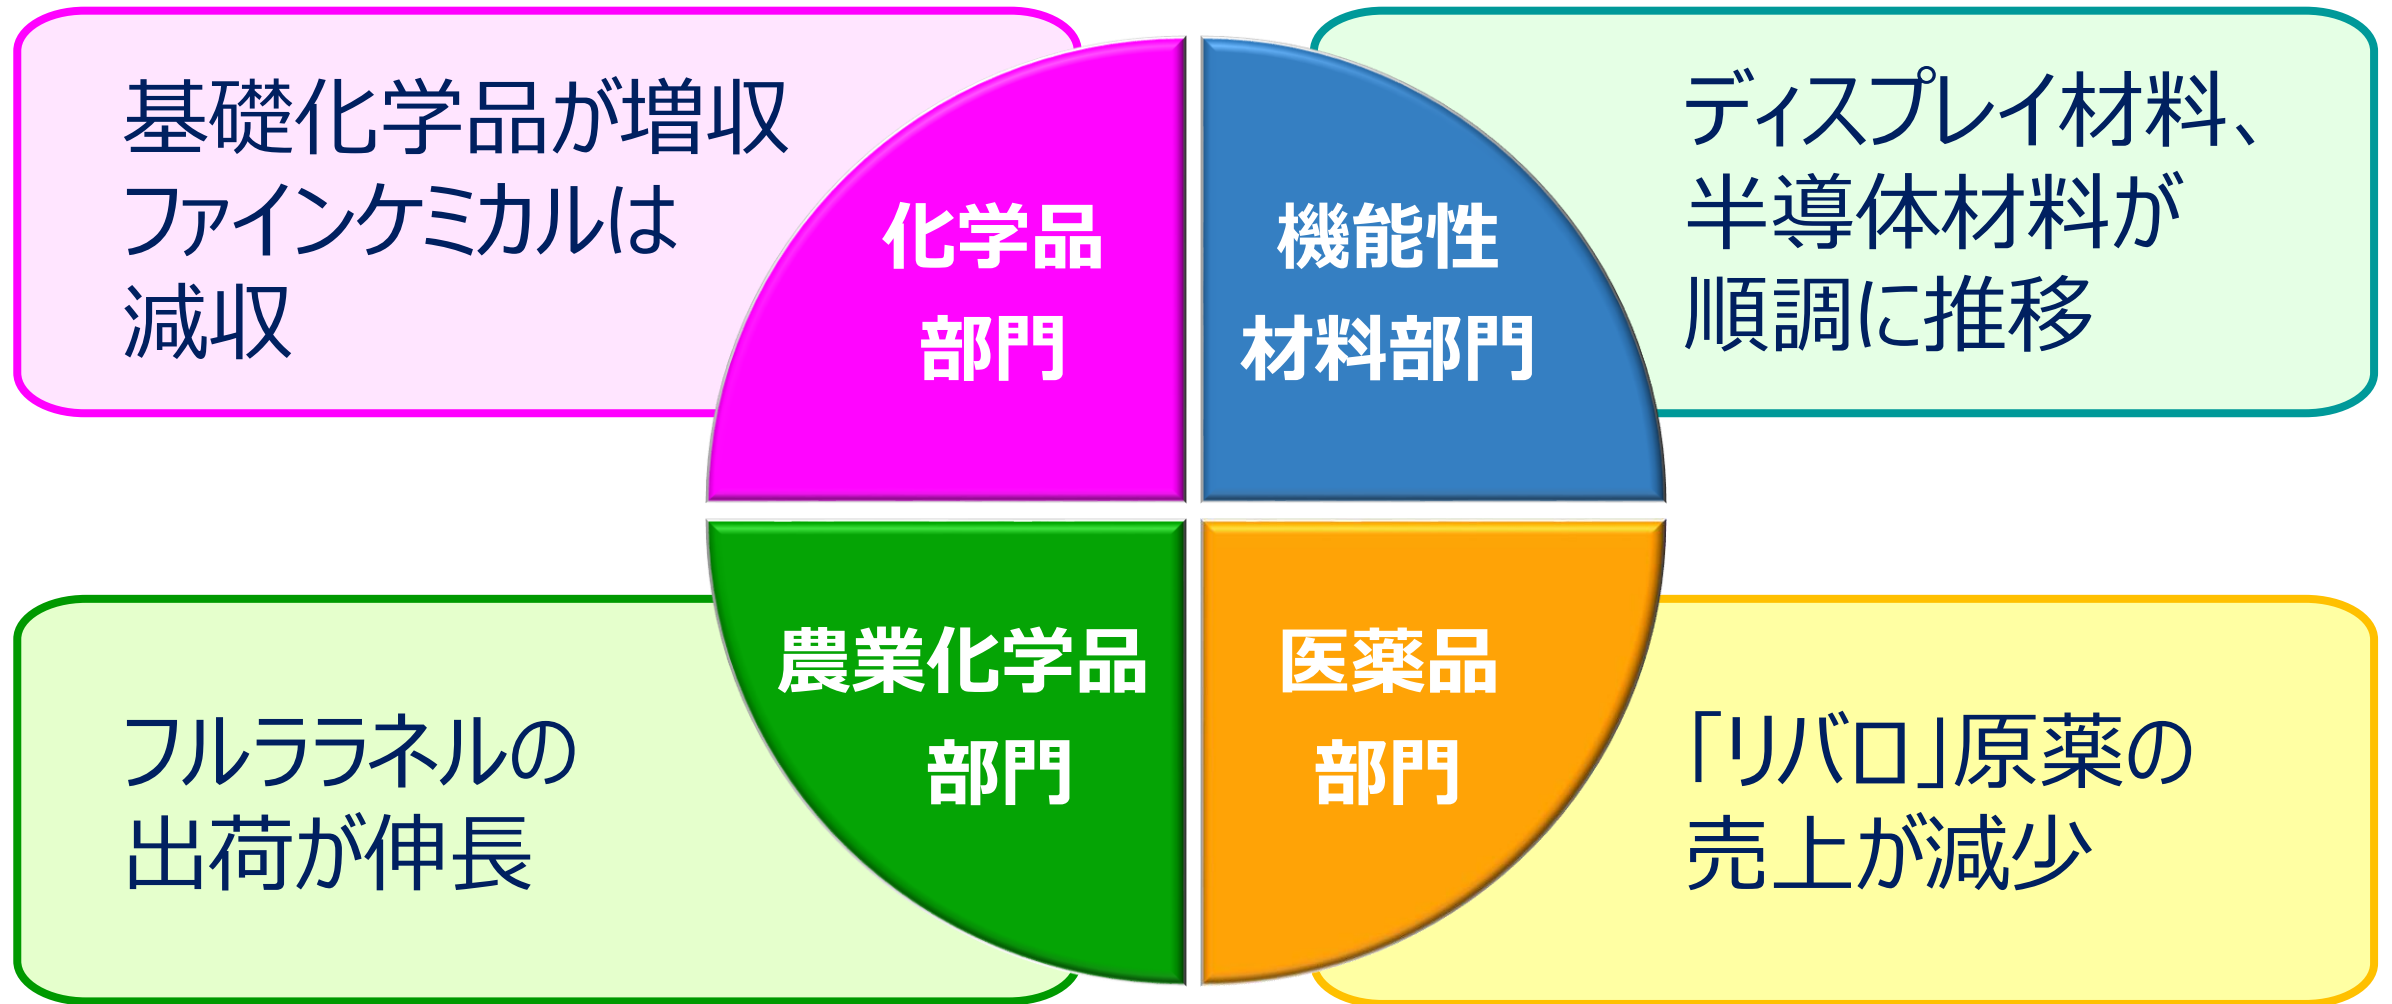 基礎化学品が増収
ファインケミカルは
減収
化学品
部門
機能性
材料部門
ディスプレイ材料、
半導体材料が
順調に推移
フルララネルの
出荷が伸長
農業化学品
部門
医薬品
部門
「リバロ」原薬の
売上が減少